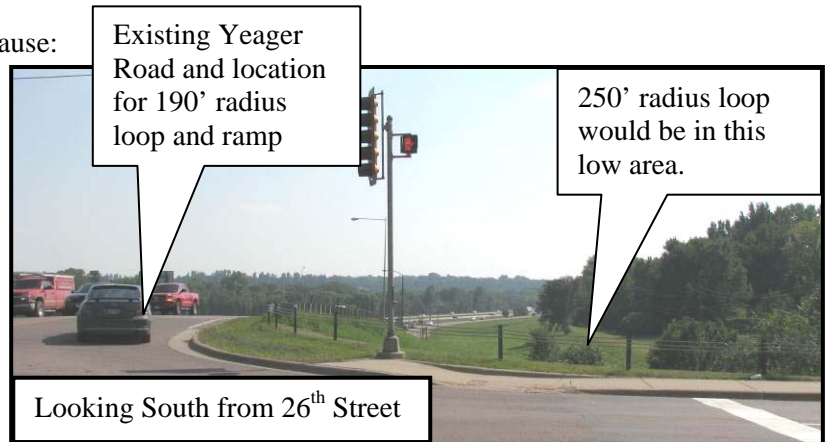 ause:
Existing Yeager
Road and location
for 190’ radius
loop and ramp
250’ radius loop
would be in this
low area.
Looking South from 26th Street